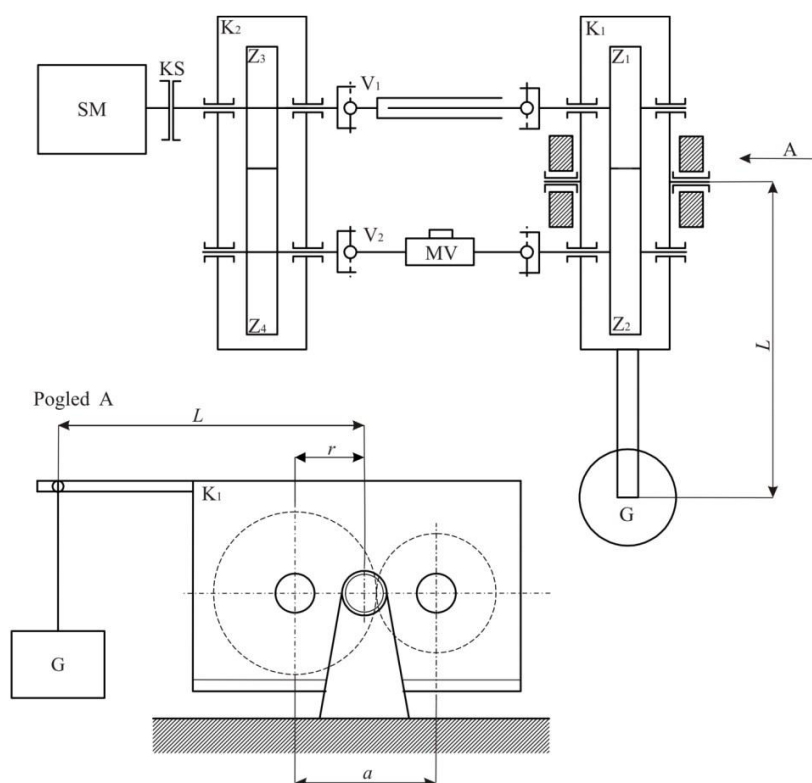 K₂
K₁
Z₃
Z₁
KS
V₁
SM
A
V₂
MV
Z₄
Z₂
L
Pogled A
L
r
K₁
G
G
a